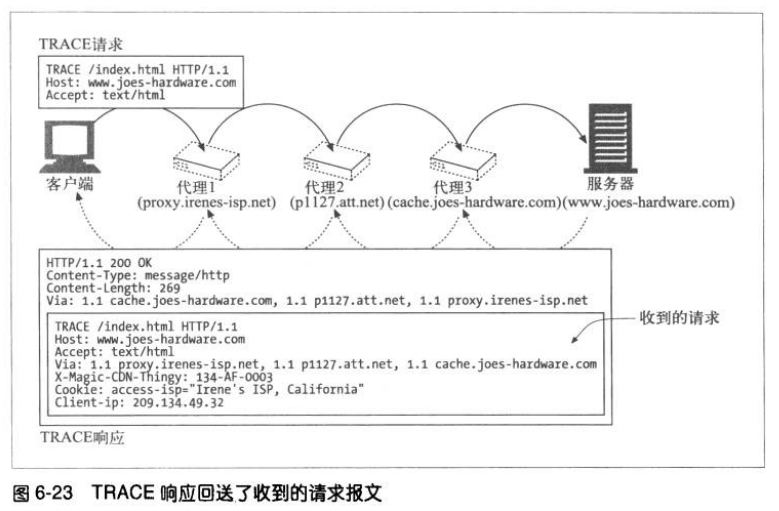 TRACE请求
TRACE /index.html HTTP/1.1
Host: www.joes-hardware.com
Accept: text/html
客户端
代理1
(proxy.irenes-isp.net)
代理2
(p1127.att.net)
代理3
(cache.joes-hardware.com)
服务器
(www.joes-hardware.com)
HTTP/1.1 200 OK
Content-Type: message/http
Content-Length: 269
Via: 1.1 cache.joes-hardware.com, 1.1 p1127.att.net, 1.1 proxy.irenes-isp.net
TRACE /index.html HTTP/1.1
Host: www.joes-hardware.com
Accept: text/html
Via: 1.1 proxy.irenes-isp.net, 1.1 p1127.att.net, 1.1 cache.joes-hardware.com
X-Magic-CDN-Thingy: 134-AF-0003
Cookie: access-isp="Irene's ISP, California"
Client-ip: 209.134.49.32
收到的请求
TRACE响应
图 6-23 TRACE 响应回送了收到的请求报文